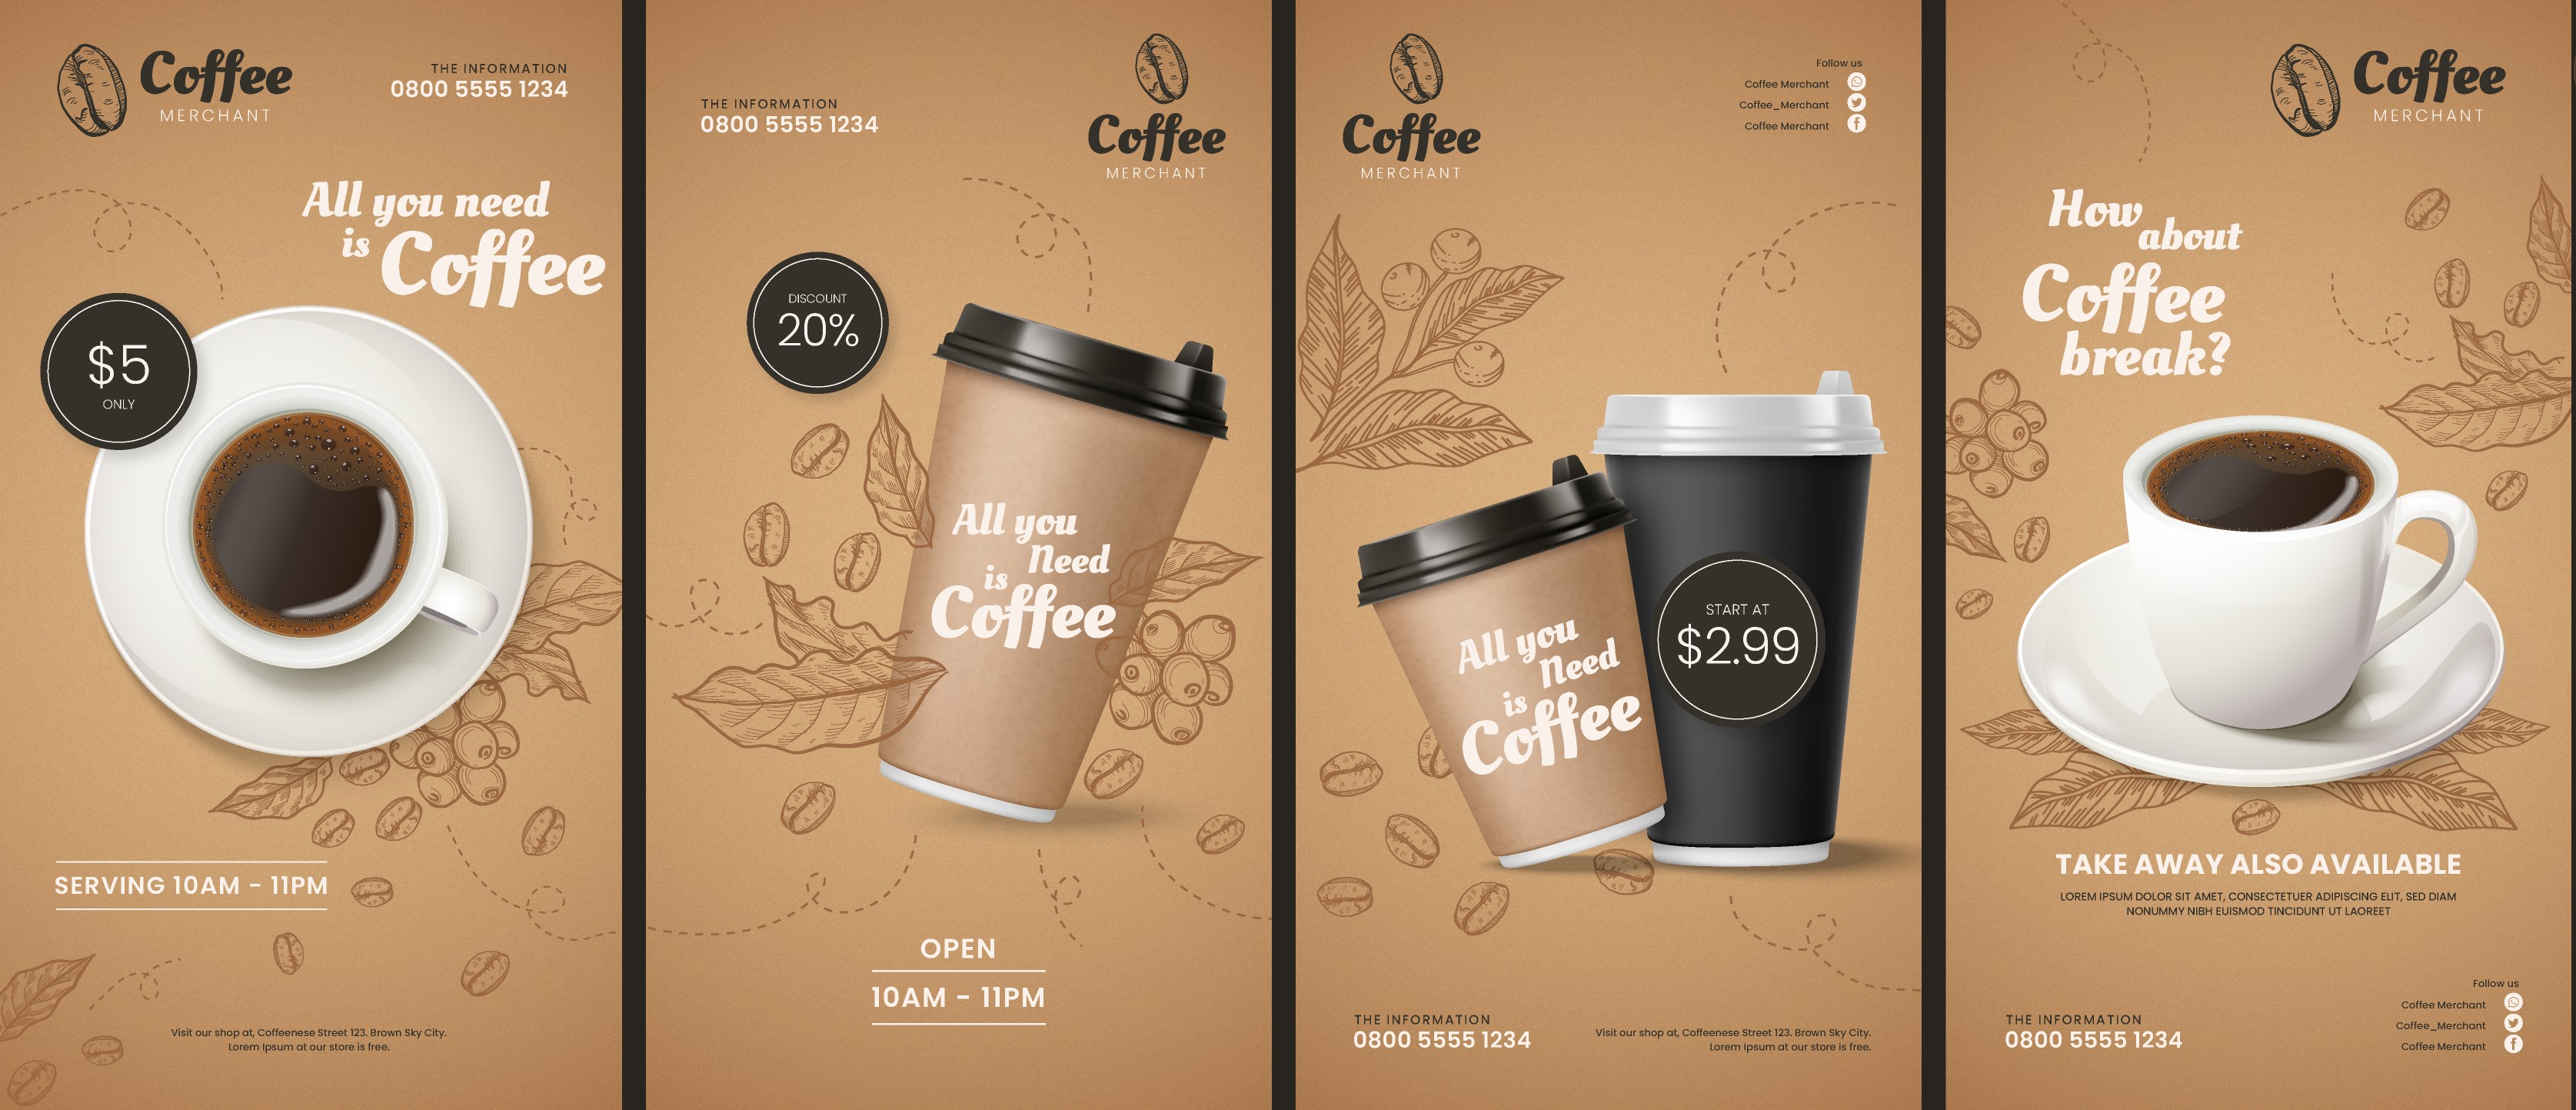 Coffee
MERCHANT
THE INFORMATION
0800 5555 1234
All you need
is Coffee
$5
ONLY
SERVING 10AM - 11PM
Visit our shop at, Coffeenese Street 123. Brown Sky City.
Lorem Ipsum at our store is free.
THE INFORMATION
0800 5555 1234
Coffee
MERCHANT
DISCOUNT
20%
All you
Need
is
Coffee
OPEN
10AM - 11PM
Coffee
MERCHANT
Follow us
Coffee Merchant
Coffee_Merchant
Coffee Merchant
All you
Need
is
Coffee
START AT
$2.99
THE INFORMATION
0800 5555 1234
Visit our shop at, Coffeenese Street 123. Brown Sky City.
Lorem Ipsum at our store is free.
Coffee
MERCHANT
How
about
Coffee
break?
TAKE AWAY ALSO AVAILABLE
LOREM IPSUM DOLOR SIT AMET, CONSECTETUER ADIPISCING ELIT, SED DIAM
NONUMMY NIBH EUISMOD TINCIDUNT UT LAOREET
THE INFORMATION
0800 5555 1234
Follow us
Coffee Merchant
Coffee_Merchant
Coffee Merchant